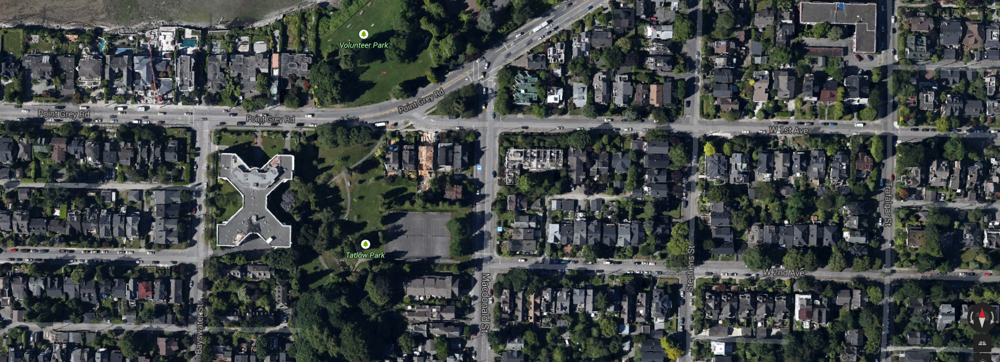 Volunteer Park
Point Grey Rd
Point Grey Rd
Point Grey Rd
W 1st Ave
Trafalgar St
Tatlow Park
Stephens St
W 2nd Ave
Macdonald St
Bayswater St